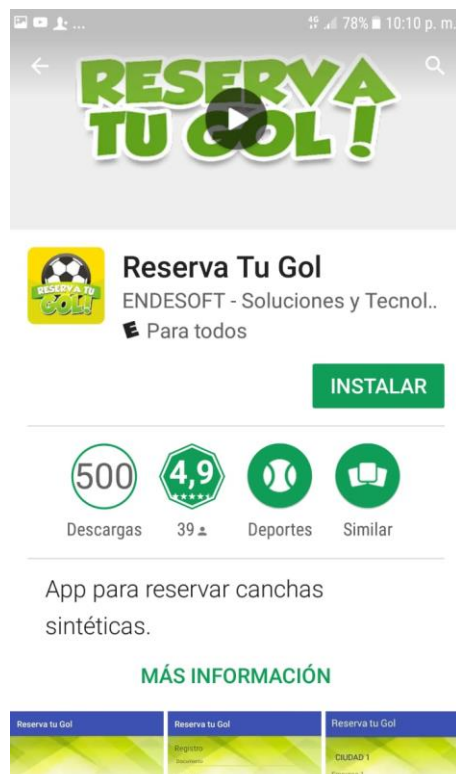 ... 4G 78% 10:10 p. m.
RESERVA
TU GOL !
RESERVA TU
GOL!
Reserva Tu Gol
ENDESOFT - Soluciones y Tecnol..
E Para todos
INSTALAR
500
4,9
Descargas
39
Deportes
Similar
App para reservar canchas
sintéticas.
MÁS INFORMACIÓN
Reserva tu Gol
Reserva tu Gol
Registro
Documento
Reserva tu Gol
CIUDAD 1